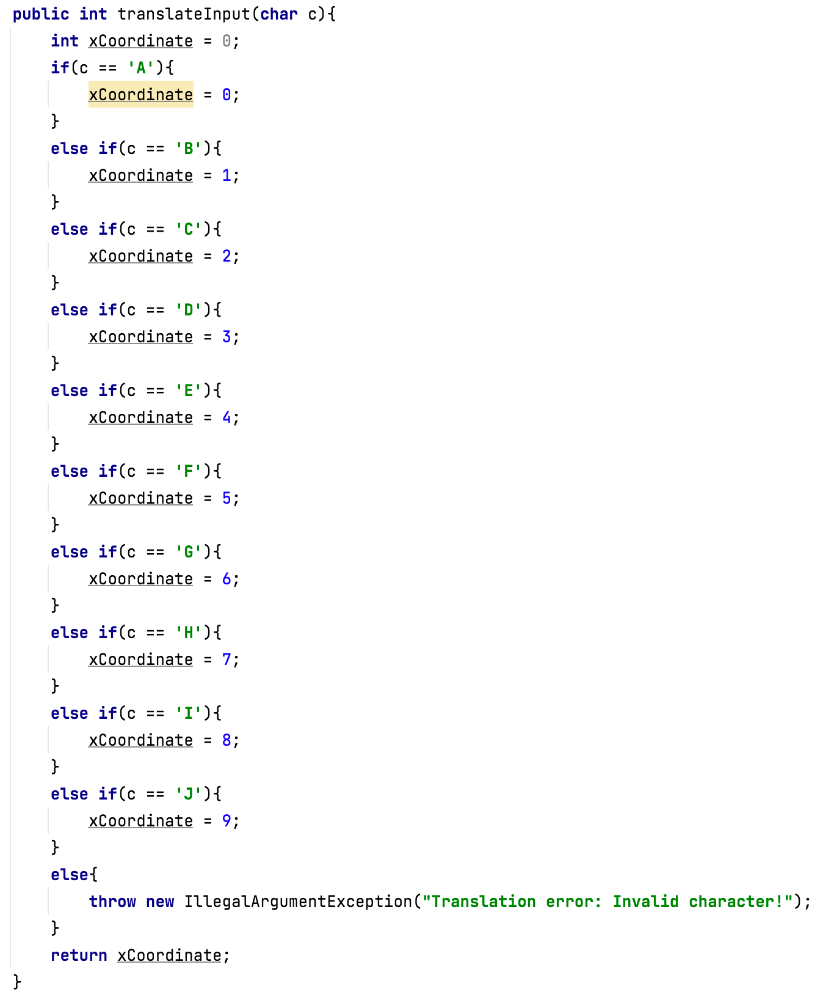 public int translateInput(char c){
    int xCoordinate = 0;
    if(c == 'A'){
        xCoordinate = 0;
    }
    else if(c == 'B'){
        xCoordinate = 1;
    }
    else if(c == 'C'){
        xCoordinate = 2;
    }
    else if(c == 'D'){
        xCoordinate = 3;
    }
    else if(c == 'E'){
        xCoordinate = 4;
    }
    else if(c == 'F'){
        xCoordinate = 5;
    }
    else if(c == 'G'){
        xCoordinate = 6;
    }
    else if(c == 'H'){
        xCoordinate = 7;
    }
    else if(c == 'I'){
        xCoordinate = 8;
    }
    else if(c == 'J'){
        xCoordinate = 9;
    }
    else{
        throw new IllegalArgumentException("Translation error: Invalid character!");
    }
    return xCoordinate;
}